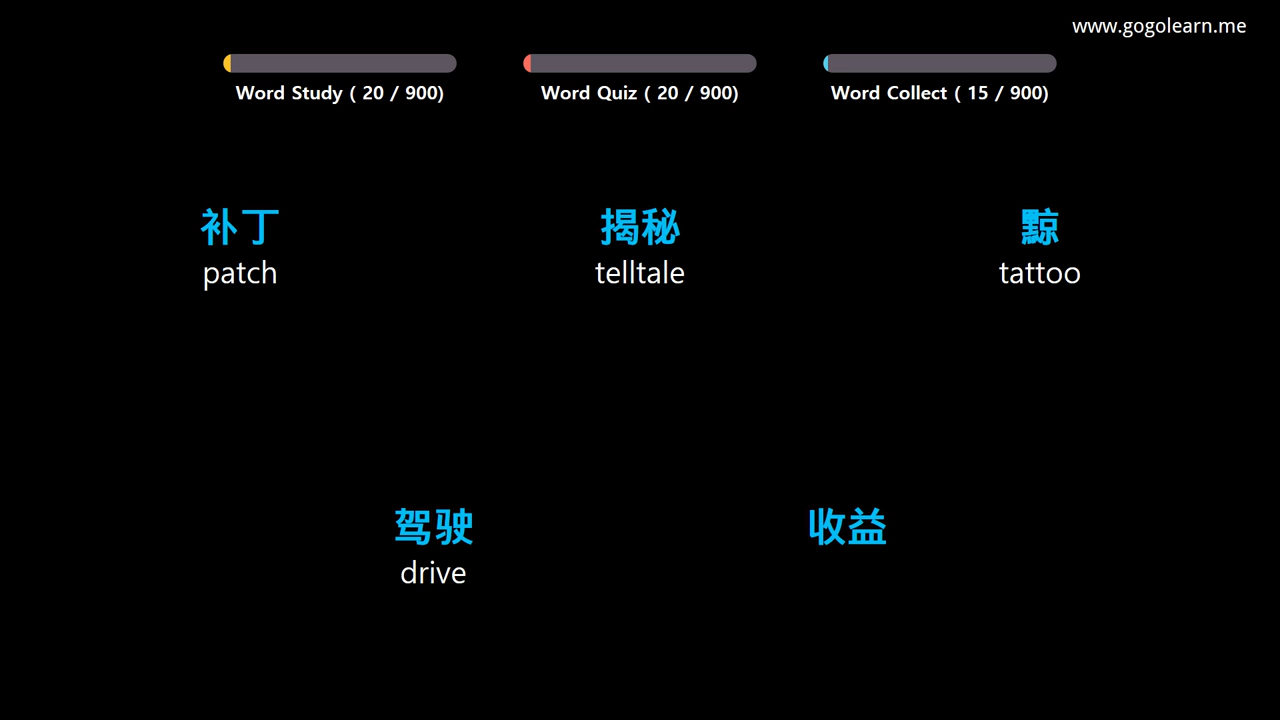 www.gogolearn.me
Word Study ( 20 / 900)
Word Quiz ( 20 / 900)
Word Collect ( 15 / 900)
补丁
patch
揭秘
telltale
黥
tattoo
驾驶
drive
收益